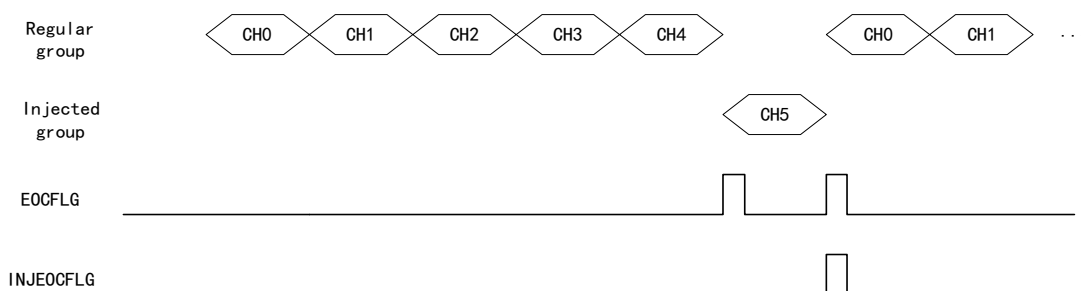 Regular
group
CH0 CH1 CH2 CH3 CH4 CH0 CH1 ..
Injected
group
CH5
EOCFLG
INJEOCFLG